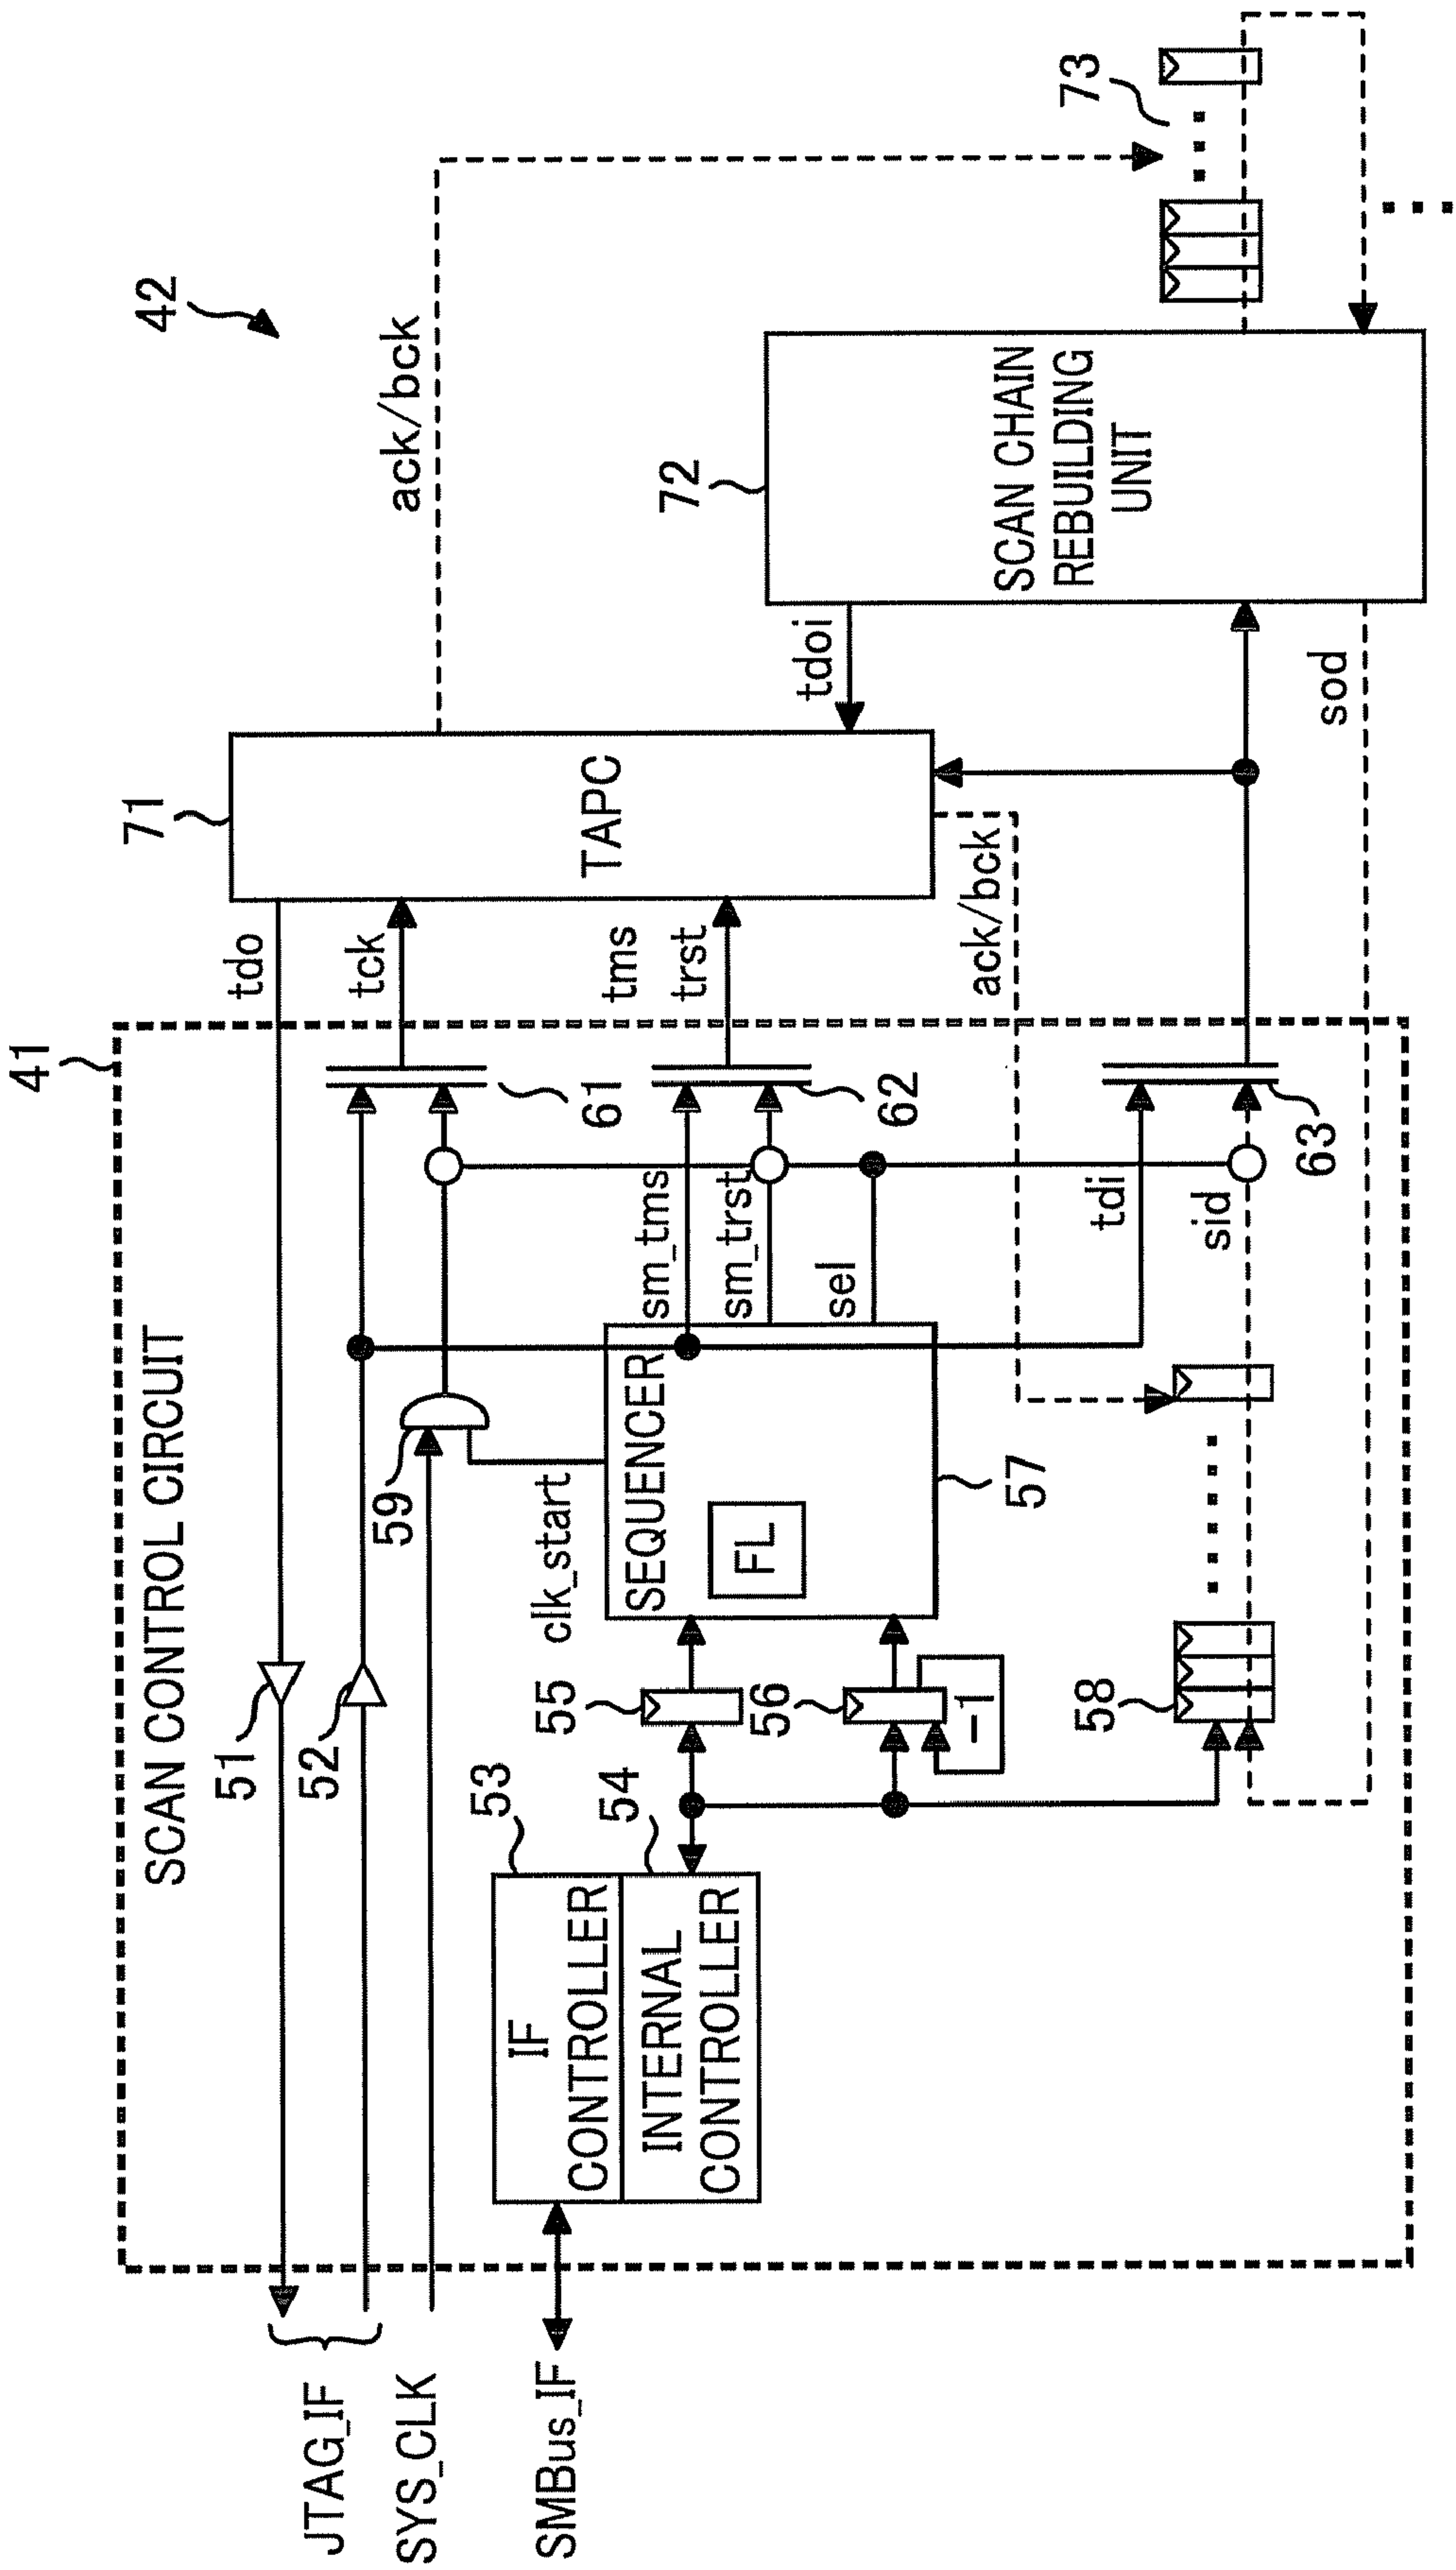 42
73
ack/bck
72
SCAN CHAIN
REBUILDING
UNIT
71
TAPC
tdoi
sod
tdo
tck
tms
trst
ack/bck
41
SCAN CONTROL CIRCUIT
61
62
63
sm_tms
sm_trst
sel
tdi
sid
59
clk_start
SEQUENCER
FL
57
51
52
55
56
-1
58
53
54
IF
CONTROLLER
INTERNAL
CONTROLLER
JTAG_IF
SYS_CLK
SMBus_IF